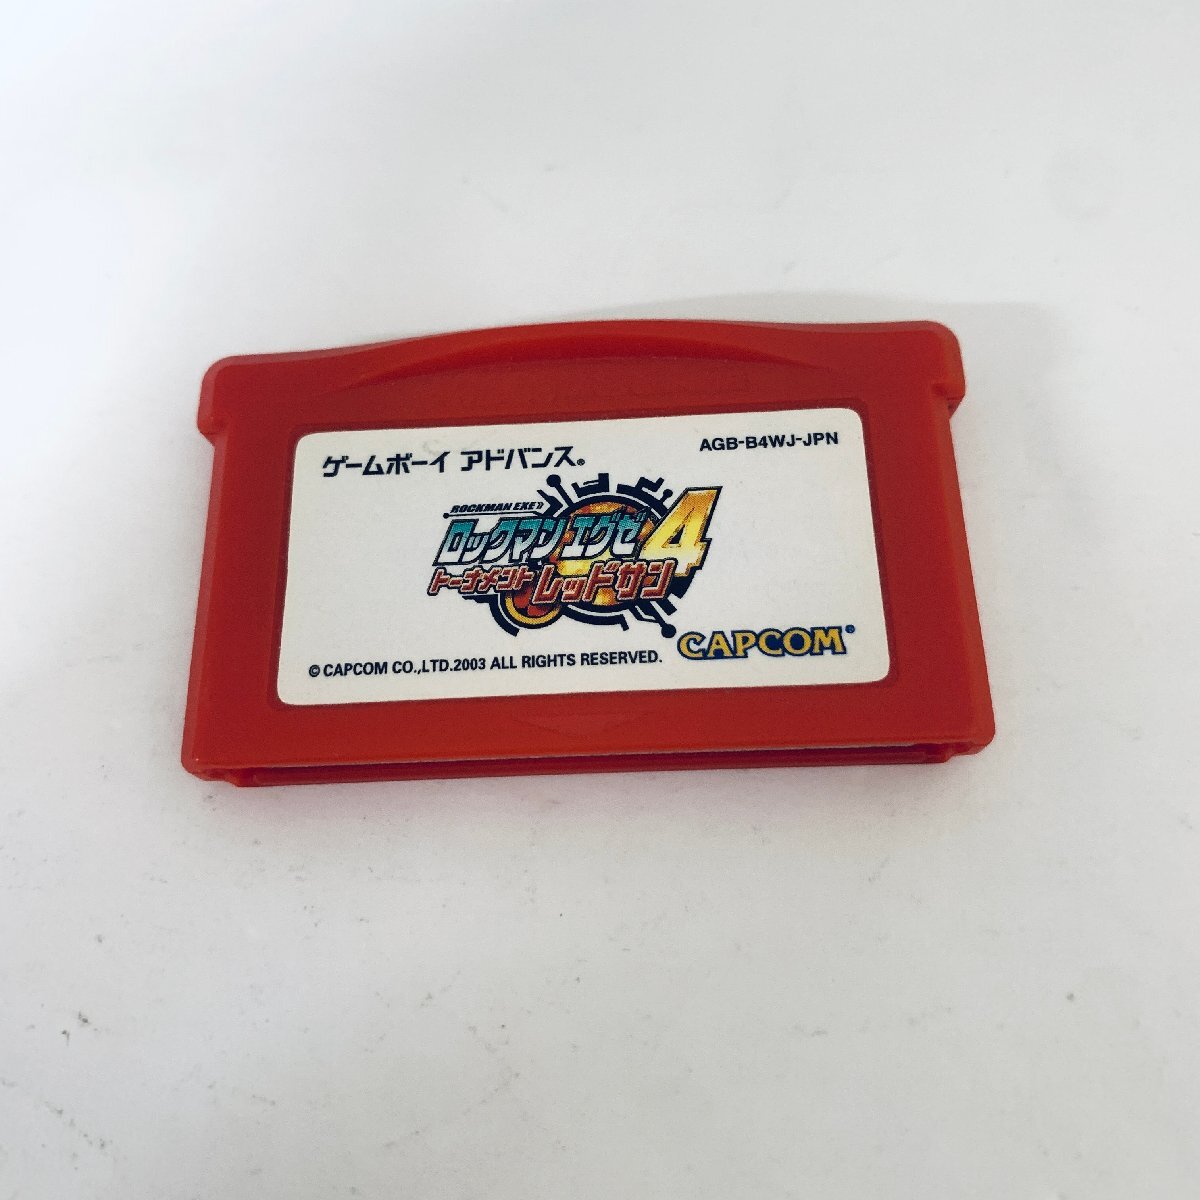 ゲームボーイ アドバンス®
AGB-B4WJ-JPN
ROCKMAN EXE
ロックマン エグゼ 4
トーナメント レッドサン
CAPCOM®
© CAPCOM CO.,LTD.2003 ALL RIGHTS RESERVED.